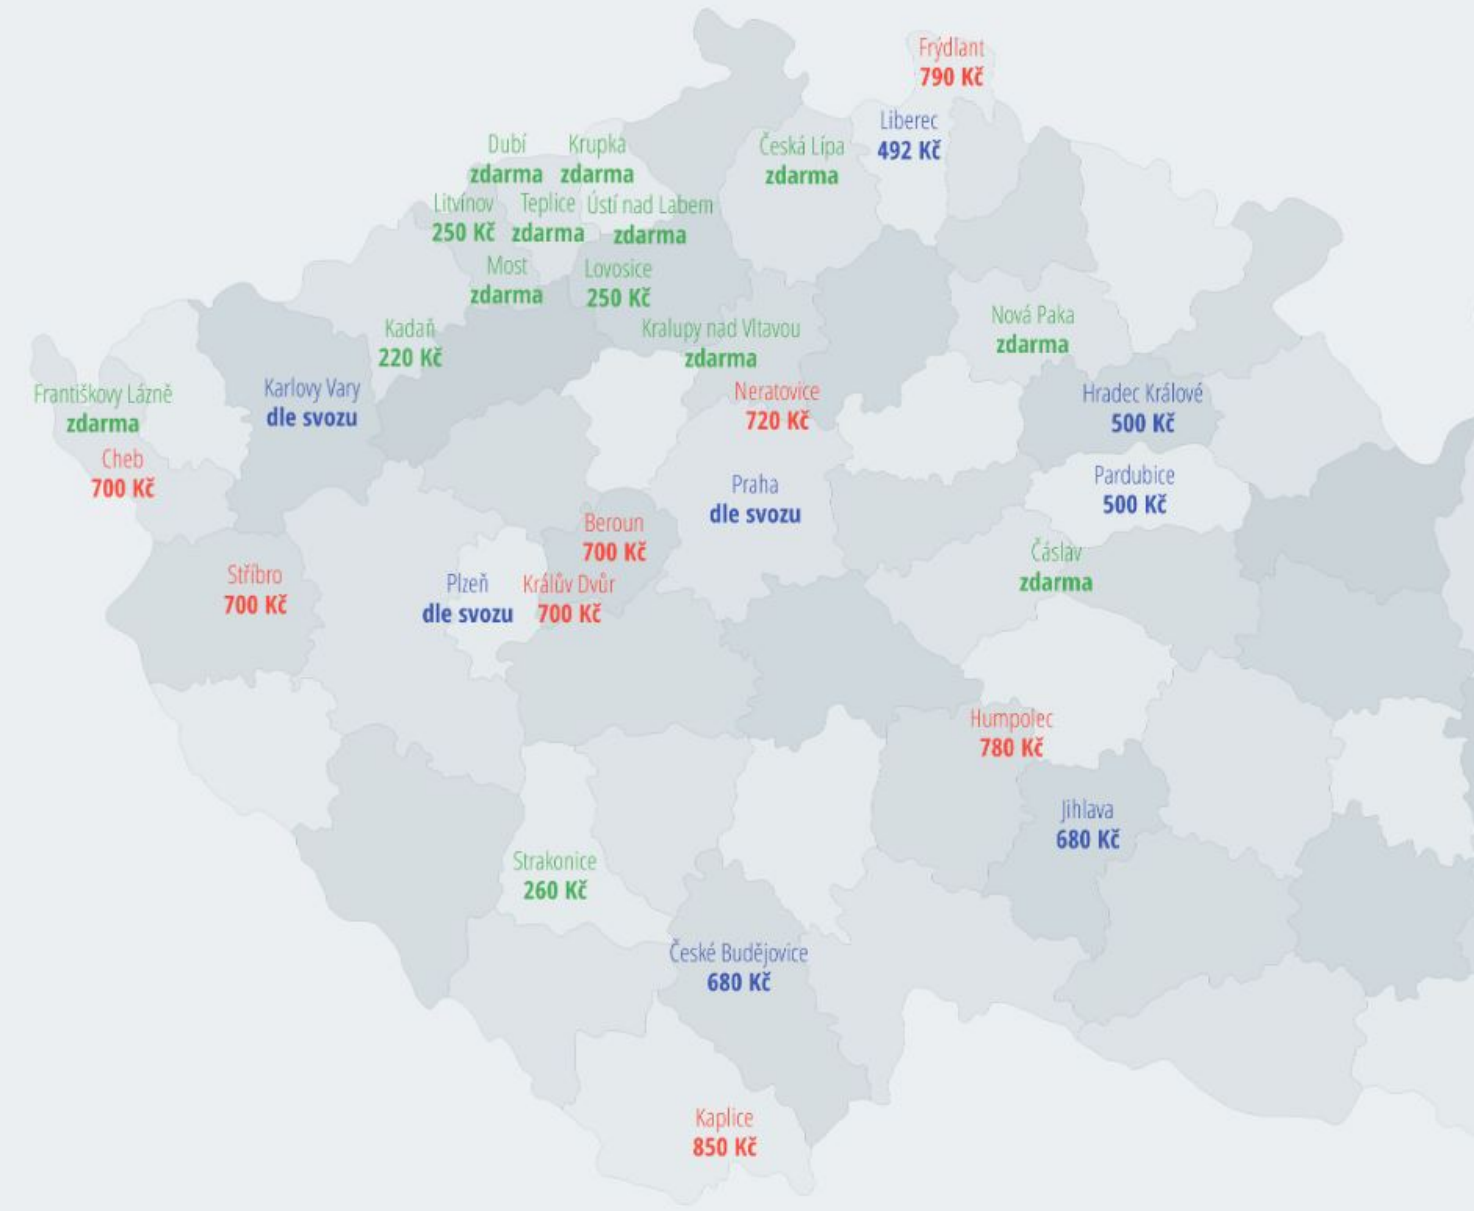 Frýdlant
790 Kč
Liberec
492 Kč
Dubí
zdarma
Krupka
zdarma
Česká Lípa
zdarma
Litvínov
250 Kč
Teplice
zdarma
Ústí nad Labem
zdarma
Most
zdarma
Lovosice
250 Kč
Kadaň
220 Kč
Kralupy nad Vltavou
zdarma
Nová Paka
zdarma
Františkovy Lázně
zdarma
Karlovy Vary
dle svozu
Neratovice
720 Kč
Hradec Králové
500 Kč
Cheb
700 Kč
Praha
dle svozu
Pardubice
500 Kč
Beroun
700 Kč
Čáslav
zdarma
Stříbro
700 Kč
Plzeň
dle svozu
Králův Dvůr
700 Kč
Humpolec
780 Kč
Jihlava
680 Kč
Strakonice
260 Kč
České Budějovice
680 Kč
Kaplice
850 Kč